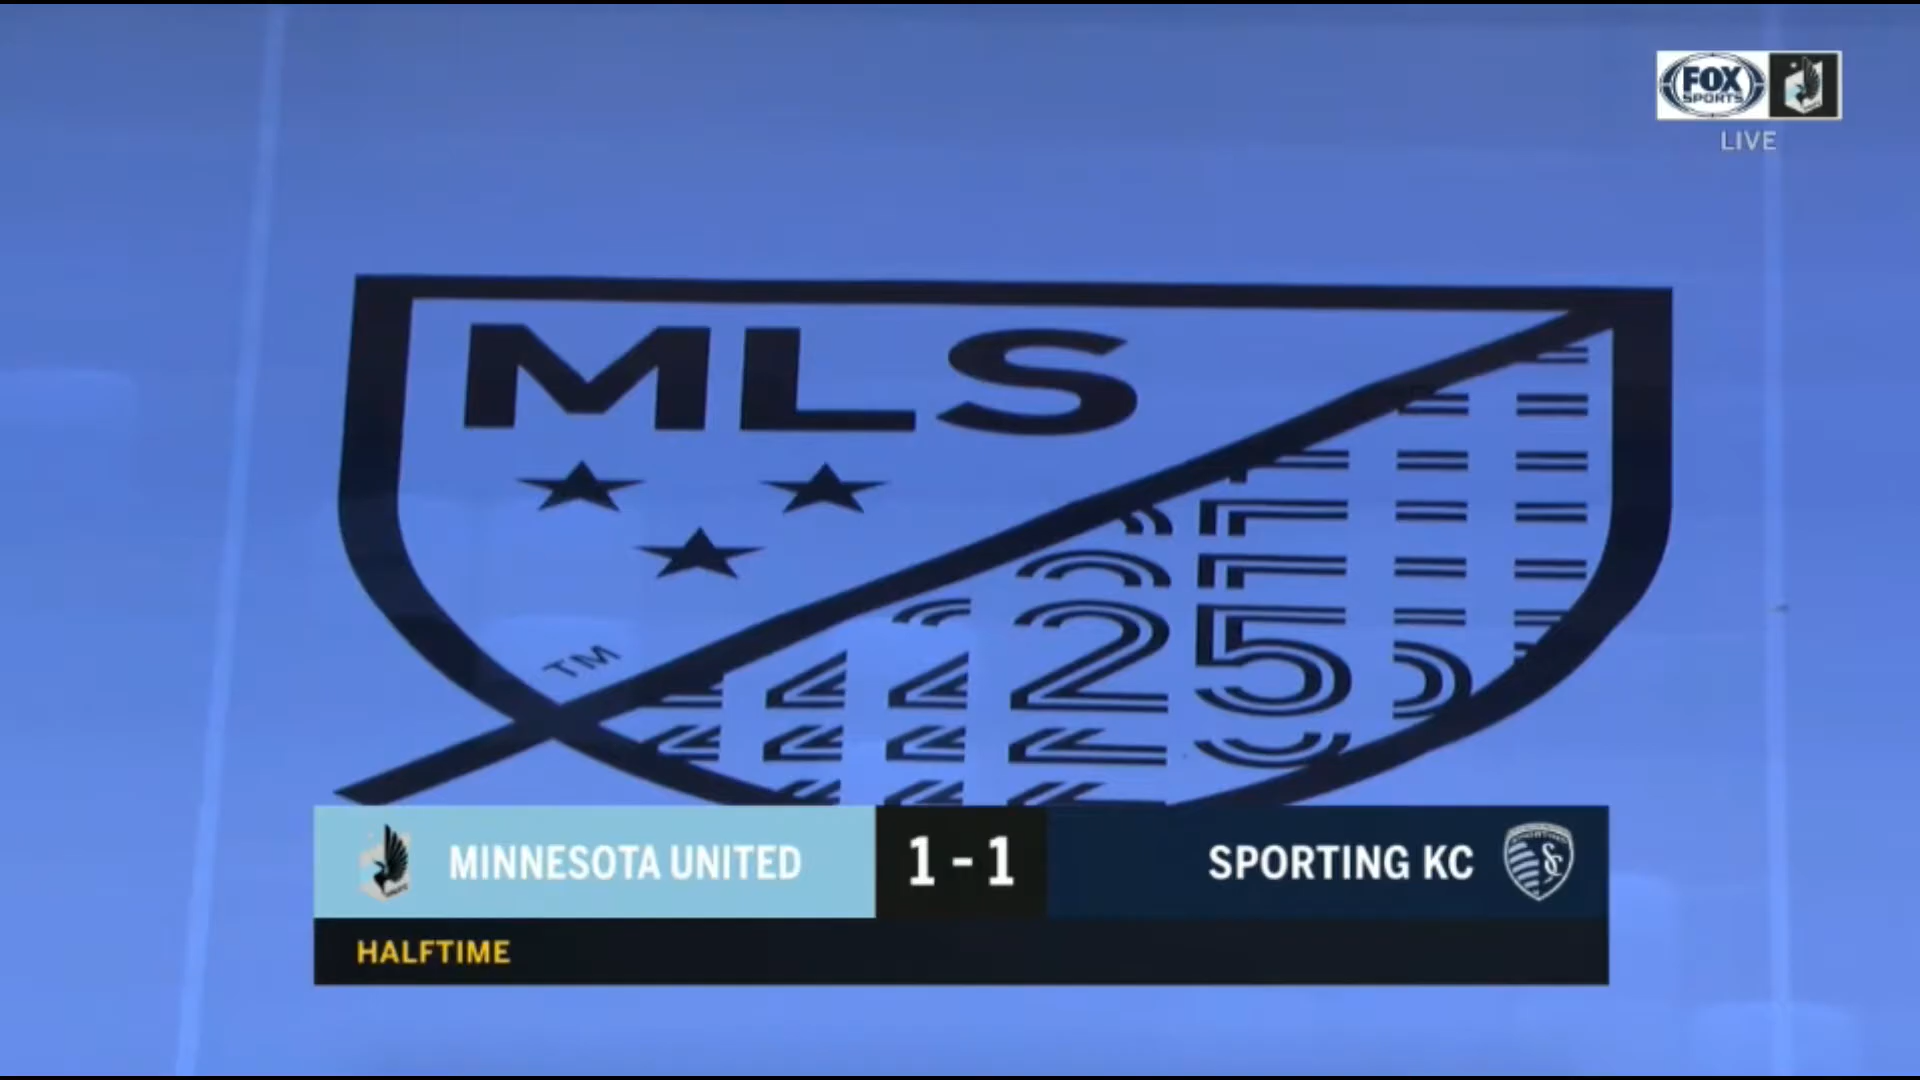 FOX
SPORTS
LIVE
MLS
TM
25
MINNESOTA UNITED 1 - 1 SPORTING KC
HALFTIME